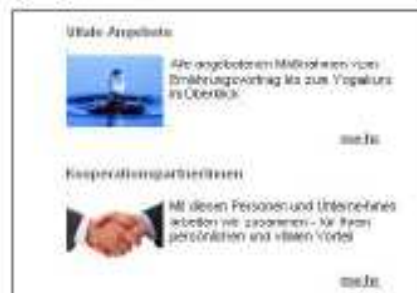 Vitale Angebote
Alle angebotenen Maßnahmen vom
Ernährungsvortrag bis zum Yogakurs
im Überblick
mehr
KooperationspartnerInnen
Mit diesen Personen und Unternehmen
arbeiten wir zusammen - für Ihren
persönlichen und vitalen Vorteil
mehr